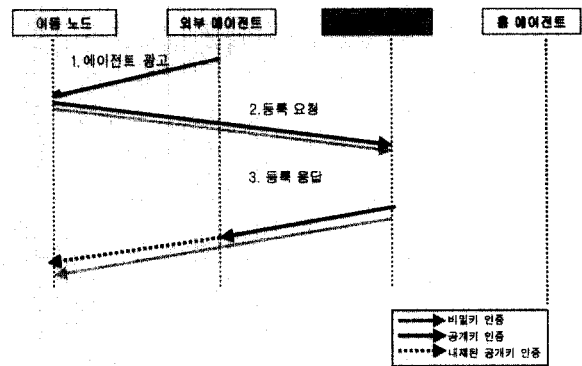 이동 노드
외부 에이전트
홈 에이전트
1. 에이전트 광고
2. 등록 요청
3. 등록 응답
비밀키 인증
공개키 인증
내재된 공개키 인증